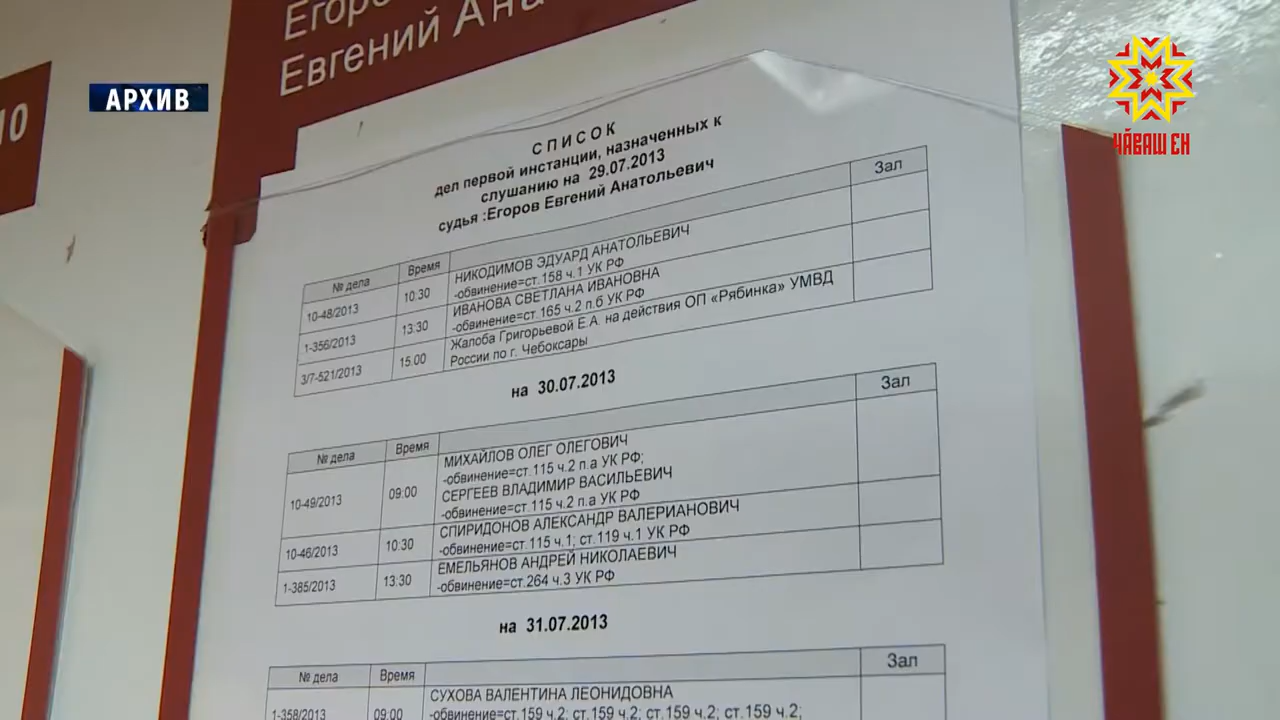 Евгений
10
АРХИВ
ЧӐВАШ ЕН
СПИСОК
дел первой инстанции, назначенных к
слушанию на 29.07.2013
судья :Егоров Евгений Анатольевич
№ дела Время Зал
10-48/2013 10:30 НИКОДИМОВ ЭДУАРД АНАТОЛЬЕВИЧ
-обвинение=ст.158 ч.1 УК РФ
1-356/2013 13:30 ИВАНОВА СВЕТЛАНА ИВАНОВНА
-обвинение=ст.165 ч.2 п.б УК РФ
3/7-521/2013 15.00 Жалоба Григорьевой Е.А. на действия ОП «Рябинка» УМВД
России по г. Чебоксары
на 30.07.2013
№ дела Время Зал
10-49/2013 09:00 МИХАЙЛОВ ОЛЕГ ОЛЕГОВИЧ
-обвинение=ст.115 ч.2 п.а УК РФ;
СЕРГЕЕВ ВЛАДИМИР ВАСИЛЬЕВИЧ
-обвинение=ст.115 ч.2 п.а УК РФ
10-46/2013 10:30 СПИРИДОНОВ АЛЕКСАНДР ВАЛЕРИАНОВИЧ
-обвинение=ст.115 ч.1; ст.119 ч.1 УК РФ
1-385/2013 13:30 ЕМЕЛЬЯНОВ АНДРЕЙ НИКОЛАЕВИЧ
-обвинение=ст.264 ч.3 УК РФ
на 31.07.2013
№ дела Время Зал
1-358/2013 09:00 СУХОВА ВАЛЕНТИНА ЛЕОНИДОВНА
-обвинение=ст.159 ч.2; ст.159 ч.2; ст.159 ч.2; ст.159 ч.2;